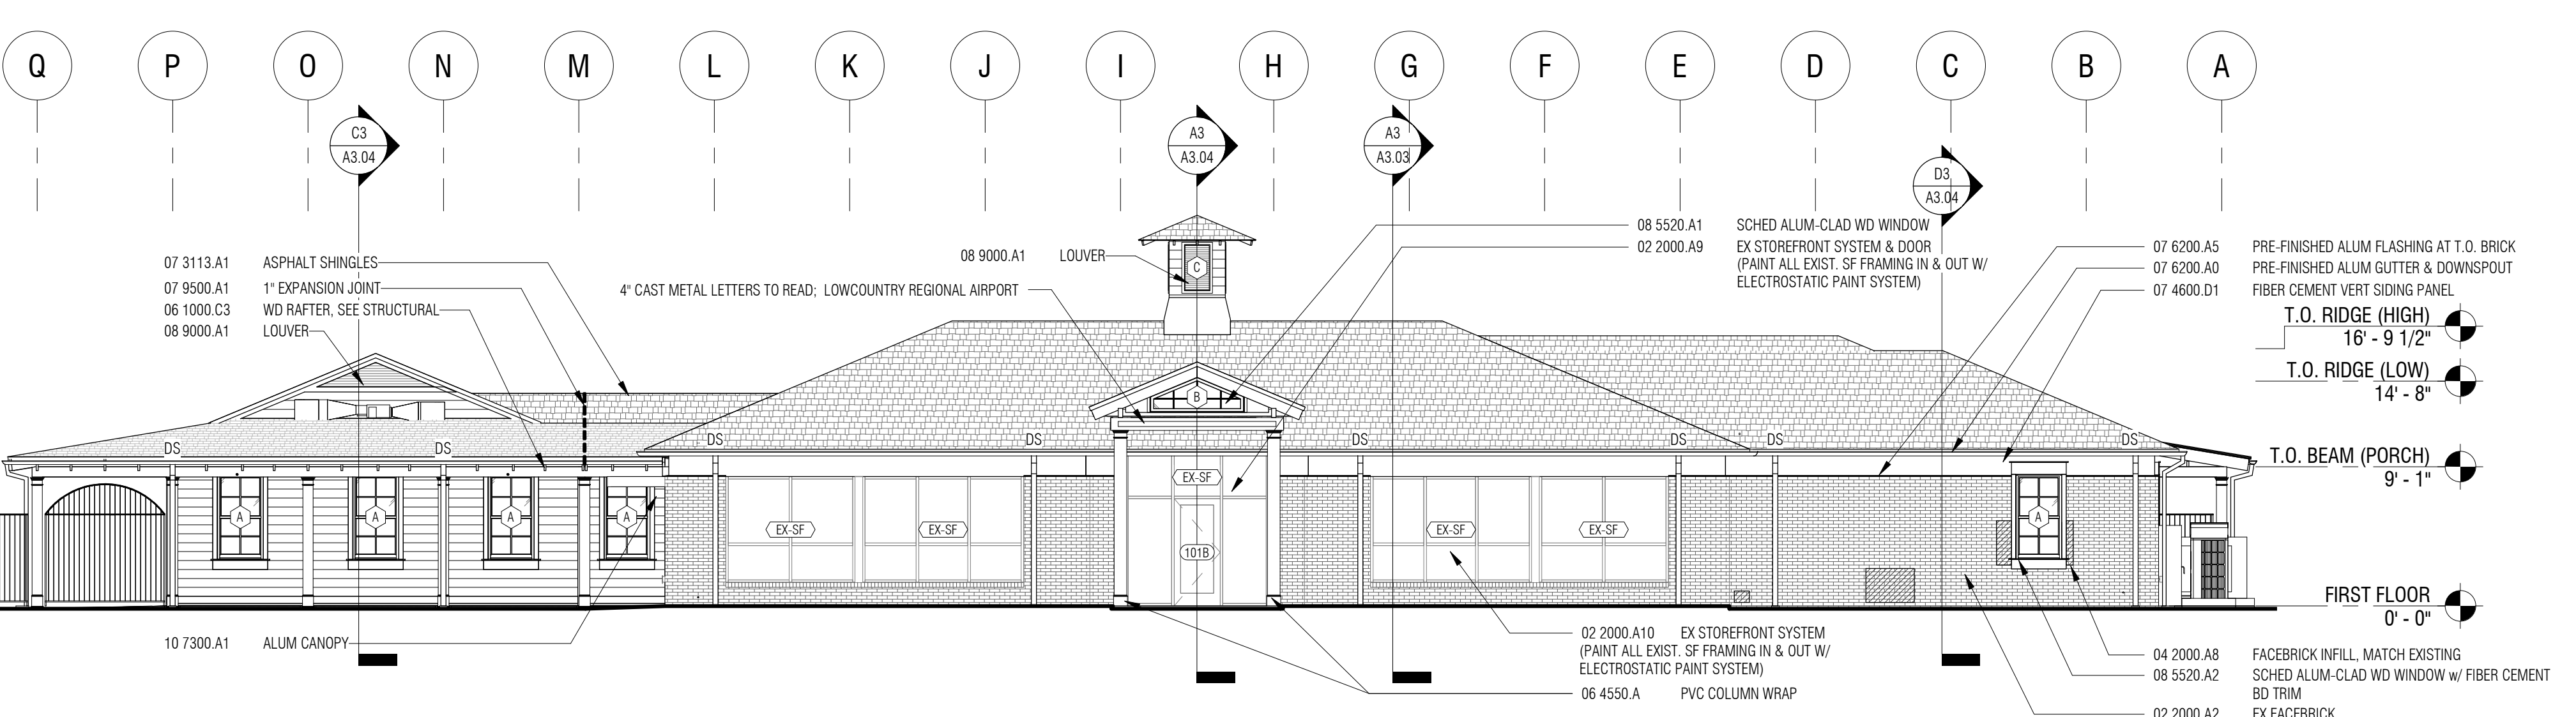 Q P O N M L K J I H G F E D C B A
C3
A3.04
A3
A3.04
A3
A3.03
D3
A3.04
07 3113.A1 ASPHALT SHINGLES
07 9500.A1 1" EXPANSION JOINT
06 1000.C3 WD RAFTER, SEE STRUCTURAL
08 9000.A1 LOUVER
08 9000.A1 LOUVER
4" CAST METAL LETTERS TO READ; LOWCOUNTRY REGIONAL AIRPORT
C
08 5520.A1 SCHED ALUM-CLAD WD WINDOW
02 2000.A9 EX STOREFRONT SYSTEM & DOOR
(PAINT ALL EXIST. SF FRAMING IN & OUT W/
ELECTROSTATIC PAINT SYSTEM)
07 6200.A5 PRE-FINISHED ALUM FLASHING AT T.O. BRICK
07 6200.A0 PRE-FINISHED ALUM GUTTER & DOWNSPOUT
07 4600.D1 FIBER CEMENT VERT SIDING PANEL
T.O. RIDGE (HIGH)
16' - 9 1/2"
T.O. RIDGE (LOW)
14' - 8"
B
DS DS DS DS DS DS DS DS
T.O. BEAM (PORCH)
9' - 1"
EX-SF
A A A A A
EX-SF EX-SF EX-SF EX-SF
101B
FIRST FLOOR
0' - 0"
10 7300.A1 ALUM CANOPY
02 2000.A10 EX STOREFRONT SYSTEM
(PAINT ALL EXIST. SF FRAMING IN & OUT W/
ELECTROSTATIC PAINT SYSTEM)
06 4550.A PVC COLUMN WRAP
04 2000.A8 FACEBRICK INFILL, MATCH EXISTING
08 5520.A2 SCHED ALUM-CLAD WD WINDOW w/ FIBER CEMENT
BD TRIM
02 2000.A2 EX FACEBRICK